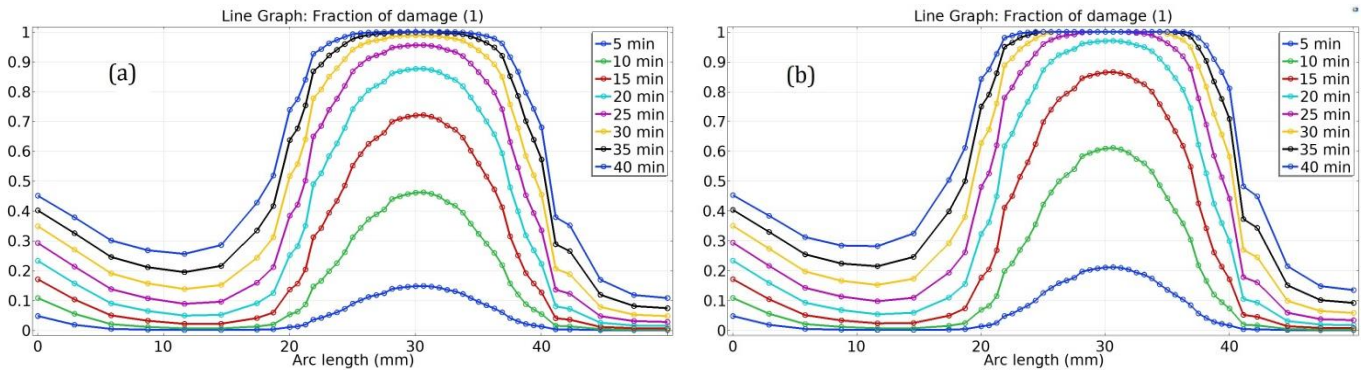 Line Graph: Fraction of damage (1)
1
0.9
0.8
0.7
0.6
0.5
0.4
0.3
0.2
0.1
0
(a)
5 min
10 min
15 min
20 min
25 min
30 min
35 min
40 min
0 10 20 30 40
Arc length (mm)
Line Graph: Fraction of damage (1)
1
0.9
0.8
0.7
0.6
0.5
0.4
0.3
0.2
0.1
0
(b)
5 min
10 min
15 min
20 min
25 min
30 min
35 min
40 min
0 10 20 30 40
Arc length (mm)